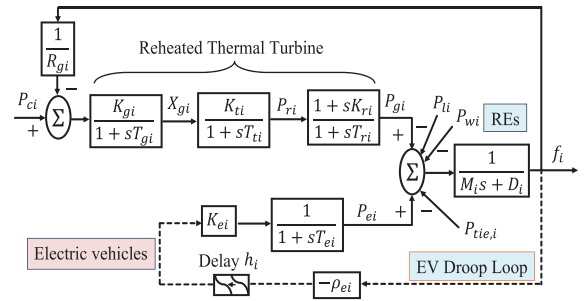 1
R_gi
Reheated Thermal Turbine
P_ci
+
−
Σ
K_gi
1 + sT_gi
X_gi
K_ti
1 + sT_ti
P_ri
1 + sK_ri
1 + sT_ri
P_gi
+
−
P_li
−
P_wi
REs
Σ
1
M_i s + D_i
f_i
K_ei
1
1 + sT_ei
P_ei
+
−
P_tie,i
Electric vehicles
Delay h_i
−ρ_ei
EV Droop Loop